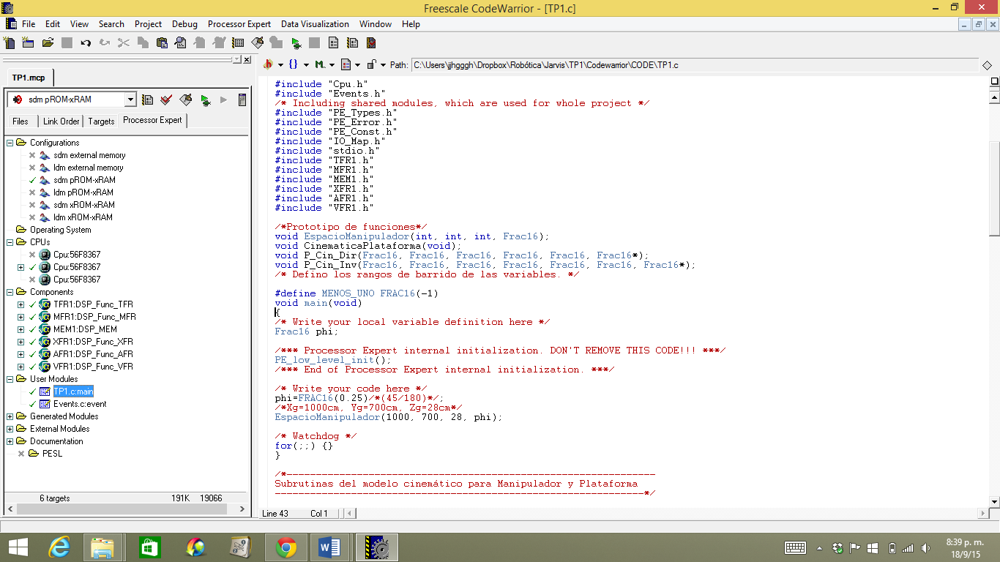 Freescale CodeWarrior - [TP1.c]
File Edit View Search Project Debug Processor Expert Data Visualization Window Help
TP1.mcp
sdm pROM-xRAM
Files Link Order Targets Processor Expert
Configurations
sdm external memory
ldm external memory
sdm pROM-xRAM
ldm pROM-xRAM
sdm xROM-xRAM
ldm xROM-xRAM
Operating System
CPUs
Cpu:56F8367
Cpu:56F8367
Cpu:56F8367
Components
TFR1:DSP_Func_TFR
MFR1:DSP_Func_MFR
MEM1:DSP_MEM
XFR1:DSP_Func_XFR
AFR1:DSP_Func_AFR
VFR1:DSP_Func_VFR
User Modules
TP1.c:main
Events.c:event
Generated Modules
External Modules
Documentation
PESL
6 targets 191K 19066
Path: C:\Users\jhgggh\Dropbox\Robótica\Jarvis\TP1\Codewarrior\CODE\TP1.c
#include "Cpu.h"
#include "Events.h"
/* Including shared modules, which are used for whole project */
#include "PE_Types.h"
#include "PE_Error.h"
#include "PE_Const.h"
#include "IO_Map.h"
#include "stdio.h"
#include "TFR1.h"
#include "MFR1.h"
#include "MEM1.h"
#include "XFR1.h"
#include "AFR1.h"
#include "VFR1.h"
/*Prototipo de funciones*/
void EspacioManipulador(int, int, int, Frac16);
void CinematicaPlataforma(void);
void P_Cin_Dir(Frac16, Frac16, Frac16, Frac16, Frac16, Frac16*);
void P_Cin_Inv(Frac16, Frac16, Frac16, Frac16, Frac16, Frac16, Frac16*);
/* Defino los rangos de barrido de las variables. */
#define MENOS_UNO FRAC16(-1)
void main(void)
{
/* Write your local variable definition here */
Frac16 phi;
/*** Processor Expert internal initialization. DON'T REMOVE THIS CODE!!! ***/
PE_low_level_init();
/*** End of Processor Expert internal initialization. ***/
/* Write your code here */
phi=FRAC16(0.25)/*(45/180)*/;
/*Xg=1000cm, Yg=700cm, Zg=28cm*/
EspacioManipulador(1000, 700, 28, phi);
/* Watchdog */
for(;;) {}
}
/*---------------------------------------------------------------
Subrutinas del modelo cinemático para Manipulador y Plataforma
---------------------------------------------------------------*/
Line 43 Col 1
8:39 p. m.
18/9/15